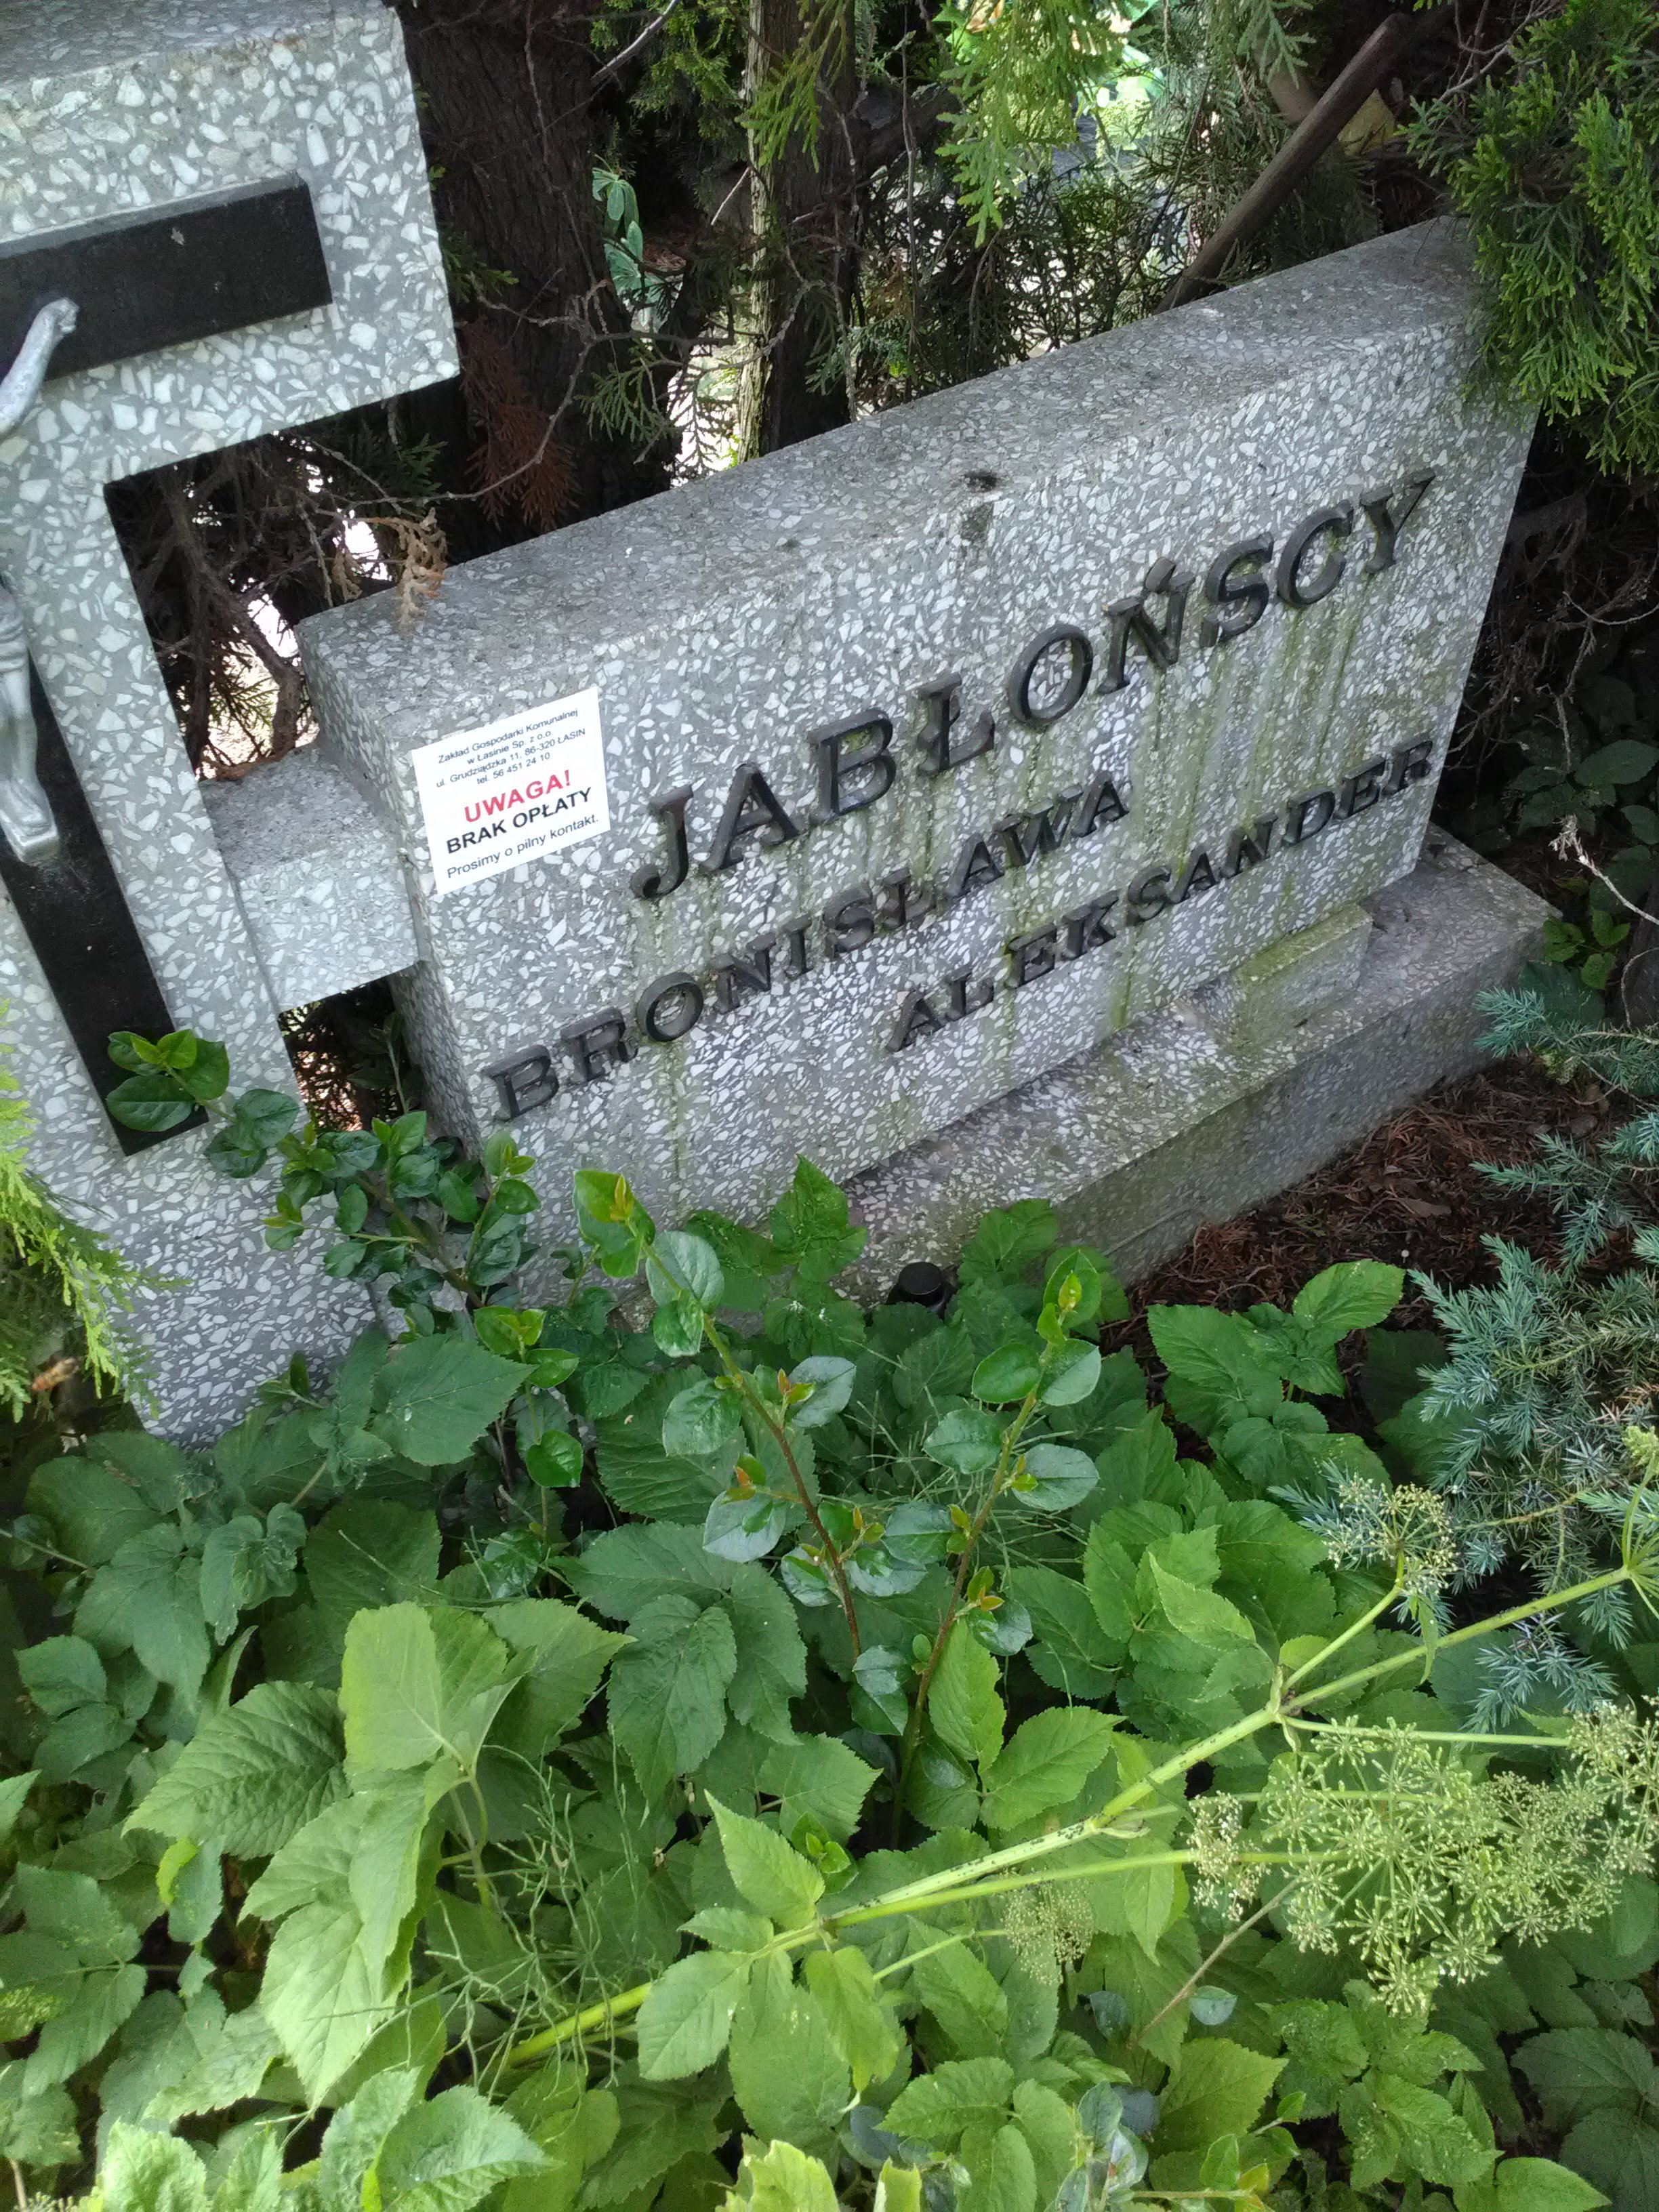 Zakład Gospodarki Komunalnej
w Łasinie Sp. z o.o
ul. Grudziądzka 11, 86-320 ŁASIN
tel. 56 451 24 10
UWAGA!
BRAK OPŁATY
Prosimy o pilny kontakt.
JABŁOŃSCY
BRONISŁAWA
ALEKSANDER